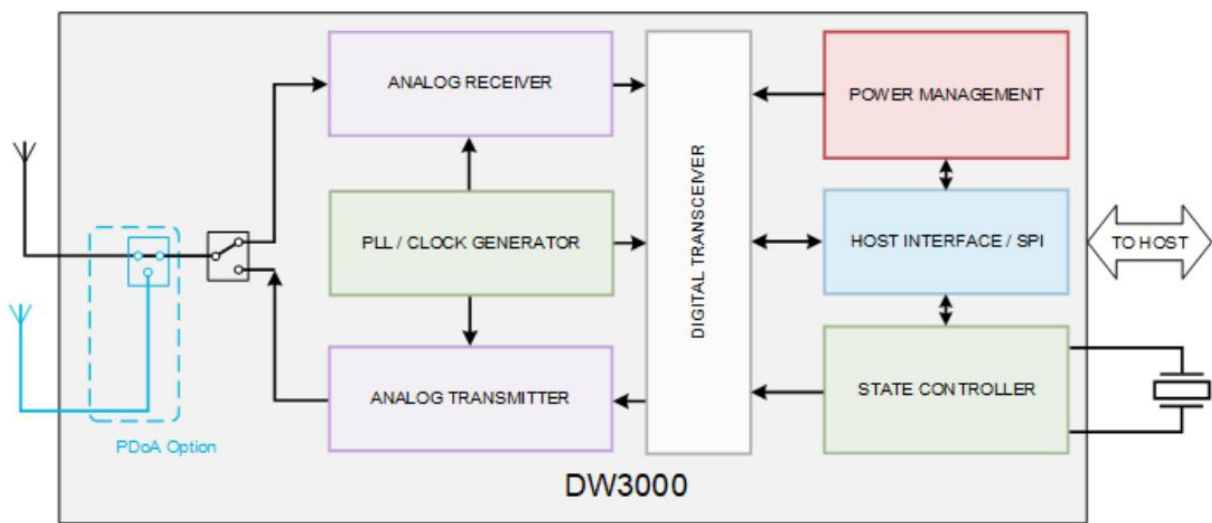 ANALOG RECEIVER
POWER MANAGEMENT
PLL / CLOCK GENERATOR
DIGITAL TRANSCEIVER
HOST INTERFACE / SPI
TO HOST
ANALOG TRANSMITTER
STATE CONTROLLER
PDoA Option
DW3000